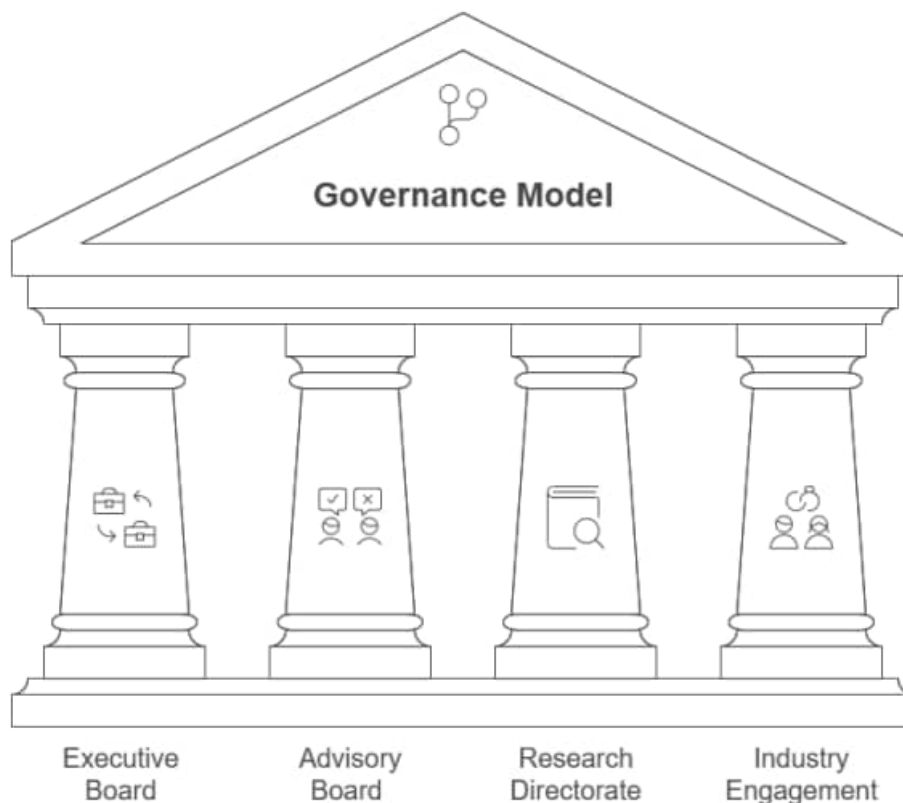 Governance Model
Executive
Board
Advisory
Board
Research
Directorate
Industry
Engagement